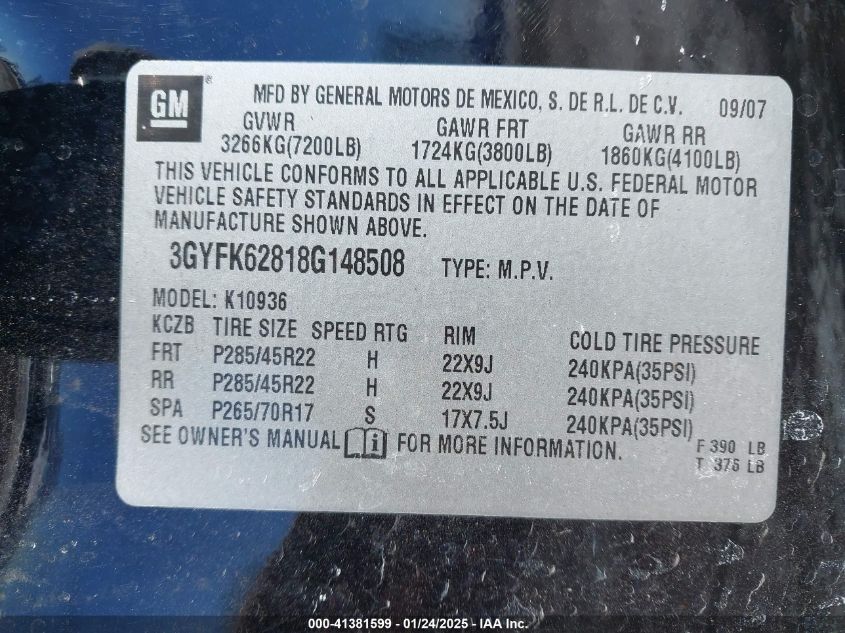 GM ® MFD BY GENERAL MOTORS DE MEXICO, S. DE R.L. DE C.V. 09/07
GVWR GAWR FRT GAWR RR
3266KG(7200LB) 1724KG(3800LB) 1860KG(4100LB)
THIS VEHICLE CONFORMS TO ALL APPLICABLE U.S. FEDERAL MOTOR
VEHICLE SAFETY STANDARDS IN EFFECT ON THE DATE OF
MANUFACTURE SHOWN ABOVE.
3GYFK62818G148508 TYPE: M.P.V.
MODEL: K10936
KCZB TIRE SIZE SPEED RTG RIM COLD TIRE PRESSURE
FRT P285/45R22 H 22X9J 240KPA(35PSI)
RR P285/45R22 H 22X9J 240KPA(35PSI)
SPA P265/70R17 S 17X7.5J 240KPA(35PSI)
SEE OWNER'S MANUAL i FOR MORE INFORMATION.
F 390 LB
T 375 LB
000-41381599 - 01/24/2025 - IAA Inc.